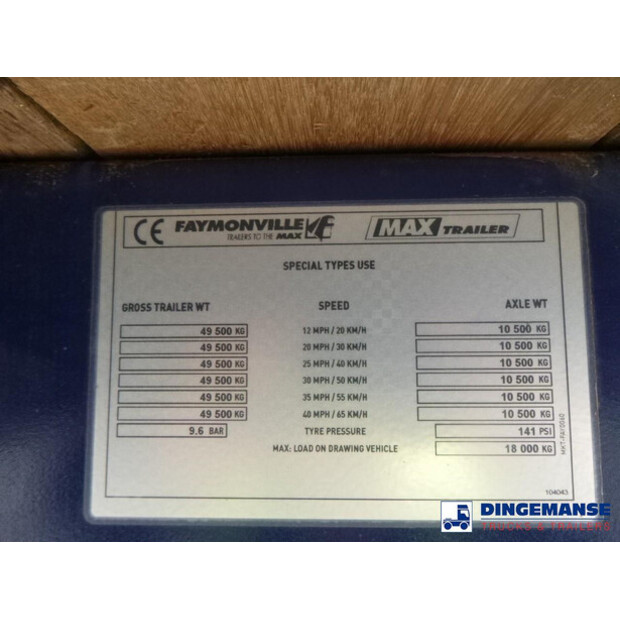 CE FAYMONVILLE MAX TRAILER
TRAILERS TO THE MAX
SPECIAL TYPES USE
GROSS TRAILER WT SPEED AXLE WT
49 500 KG 12 MPH / 20 KM/H 10 500 KG
49 500 KG 20 MPH / 30 KM/H 10 500 KG
49 500 KG 25 MPH / 40 KM/H 10 500 KG
49 500 KG 30 MPH / 50 KM/H 10 500 KG
49 500 KG 35 MPH / 55 KM/H 10 500 KG
49 500 KG 40 MPH / 65 KM/H 10 500 KG
9.6 BAR TYRE PRESSURE 141 PSI
MAX: LOAD ON DRAWING VEHICLE 18 000 KG
104043
DINGEMANSE
TRUCKS & TRAILERS